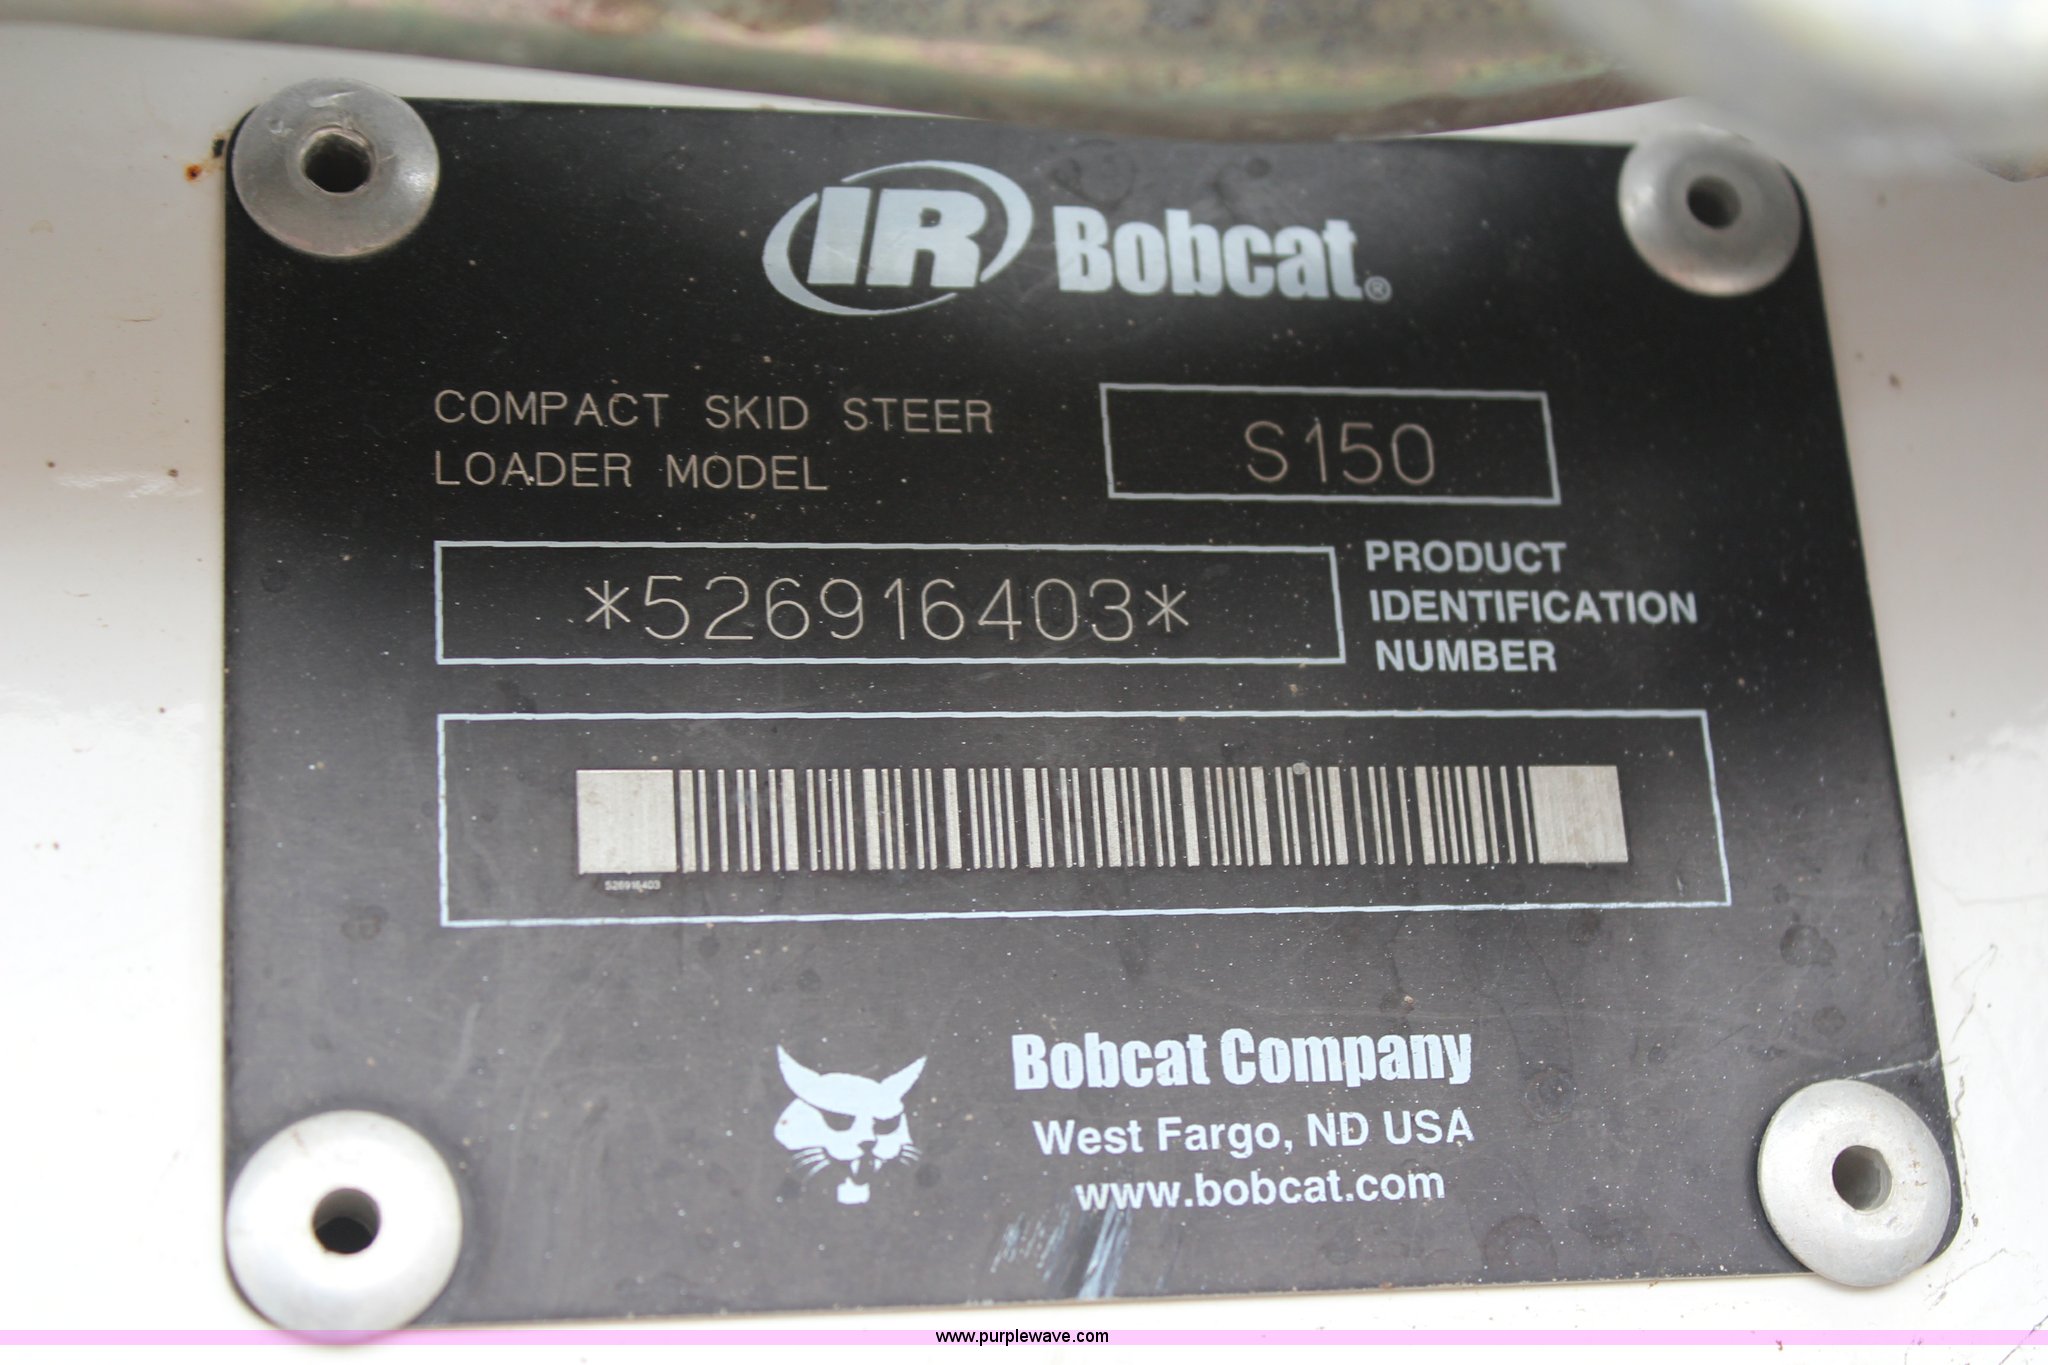 IR Bobcat®
COMPACT SKID STEER
LOADER MODEL
S150
*526916403*
PRODUCT
IDENTIFICATION
NUMBER
526916403
Bobcat Company
West Fargo, ND USA
www.bobcat.com
www.purplewave.com